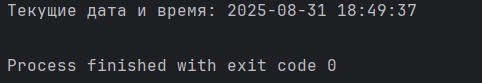 Текущие дата и время: 2025-08-31 18:49:37
Process finished with exit code 0